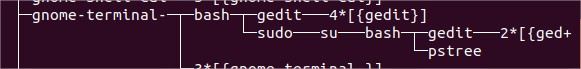 ├─gnome-terminal-─┬─bash─┬─gedit───4*[{gedit}]
│                 │      └─sudo───su───bash─┬─gedit───2*[{ged+
│                 │                         └─pstree